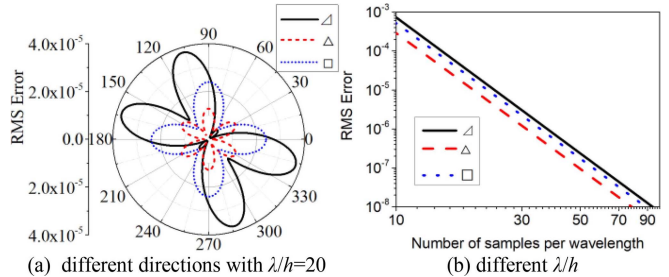 4.0x10⁻⁵
2.0x10⁻⁵
0.0
2.0x10⁻⁵
4.0x10⁻⁵
RMS Error
90
60
30
0
330
300
270
240
210
180
150
120
10⁻³
10⁻⁴
10⁻⁵
10⁻⁶
10⁻⁷
10⁻⁸
RMS Error
10
30
50
70
90
Number of samples per wavelength
(a) different directions with λ/h=20
(b) different λ/h